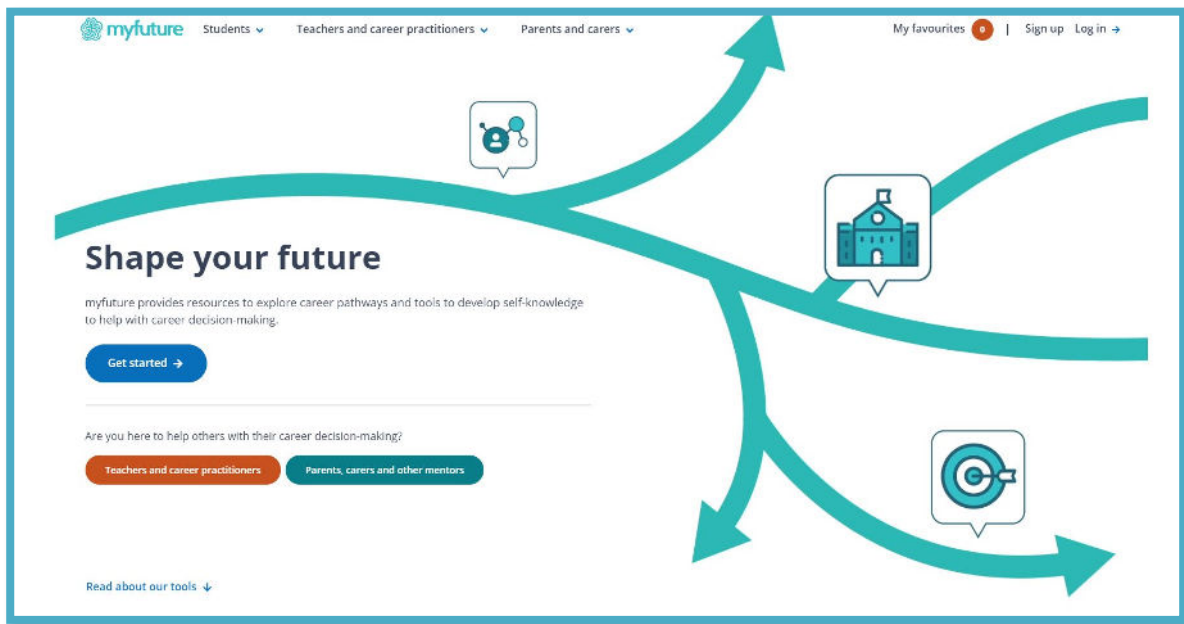 myfuture Students Teachers and career practitioners Parents and carers My favourites 0 | Sign up Log in →
Shape your future
myfuture provides resources to explore career pathways and tools to develop self-knowledge
to help with career decision-making.
Get started →
Are you here to help others with their career decision-making?
Teachers and career practitioners Parents, carers and other mentors
Read about our tools ↓